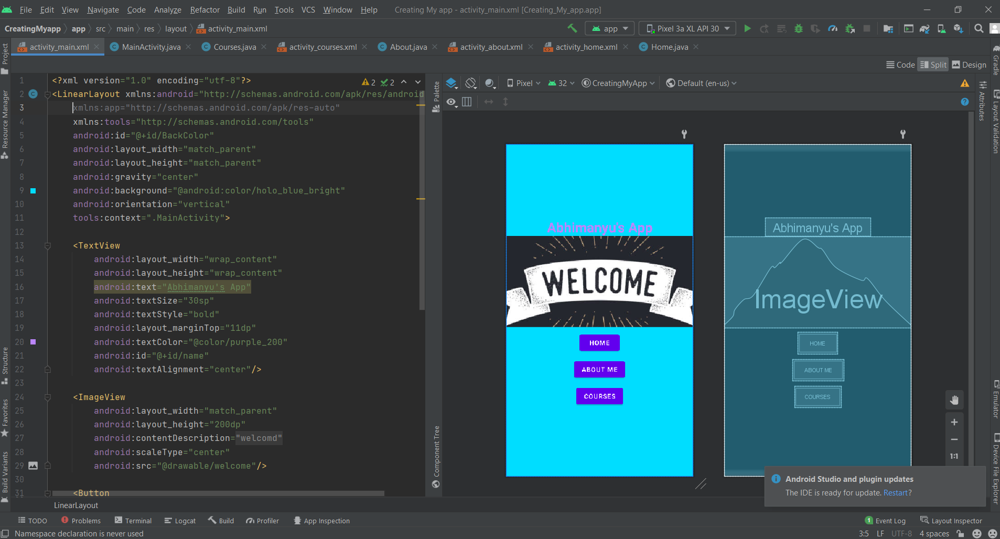 File Edit View Navigate Code Analyze Refactor Build Run Tools VCS Window Help Creating My app - activity_main.xml [Creating_My_app.app]
CreatingMyapp app src main res layout activity_main.xml app Pixel 3a XL API 30
activity_main.xml MainActivity.java Courses.java activity_courses.xml About.java activity_about.xml activity_home.xml Home.java
Code Split Design
Project
Resource Manager
Structure
Favorites
Build Variants
1 <?xml version="1.0" encoding="utf-8"?>
2 <LinearLayout xmlns:android="http://schemas.android.com/apk/res/android
3 xmlns:app="http://schemas.android.com/apk/res-auto"
4 xmlns:tools="http://schemas.android.com/tools"
5 android:id="@+id/BackColor"
6 android:layout_width="match_parent"
7 android:layout_height="match_parent"
8 android:gravity="center"
9 android:background="@android:color/holo_blue_bright"
10 android:orientation="vertical"
11 tools:context=".MainActivity">
12
13 <TextView
14 android:layout_width="wrap_content"
15 android:layout_height="wrap_content"
16 android:text="Abhimanyu's App"
17 android:textSize="30sp"
18 android:textStyle="bold"
19 android:layout_marginTop="11dp"
20 android:textColor="@color/purple_200"
21 android:id="@+id/name"
22 android:textAlignment="center"/>
23
24 <ImageView
25 android:layout_width="match_parent"
26 android:layout_height="200dp"
27 android:contentDescription="welcomd"
28 android:scaleType="center"
29 android:src="@drawable/welcome"/>
30
31 <Button
2 2
LinearLayout
Palette
Component Tree
Pixel 32 CreatingMyApp Default (en-us)
Abhimanyu's App
WELCOME
HOME
ABOUT ME
COURSES
Abhimanyu's App
ImageView
HOME
ABOUT ME
COURSES
1:1
Attributes
Gradle
Layout Validation
Emulator
Device File Explorer
Android Studio and plugin updates
The IDE is ready for update. Restart?
TODO Problems Terminal Logcat Build Profiler App Inspection 1 Event Log Layout Inspector
Namespace declaration is never used 3:5 LF UTF-8 4 spaces